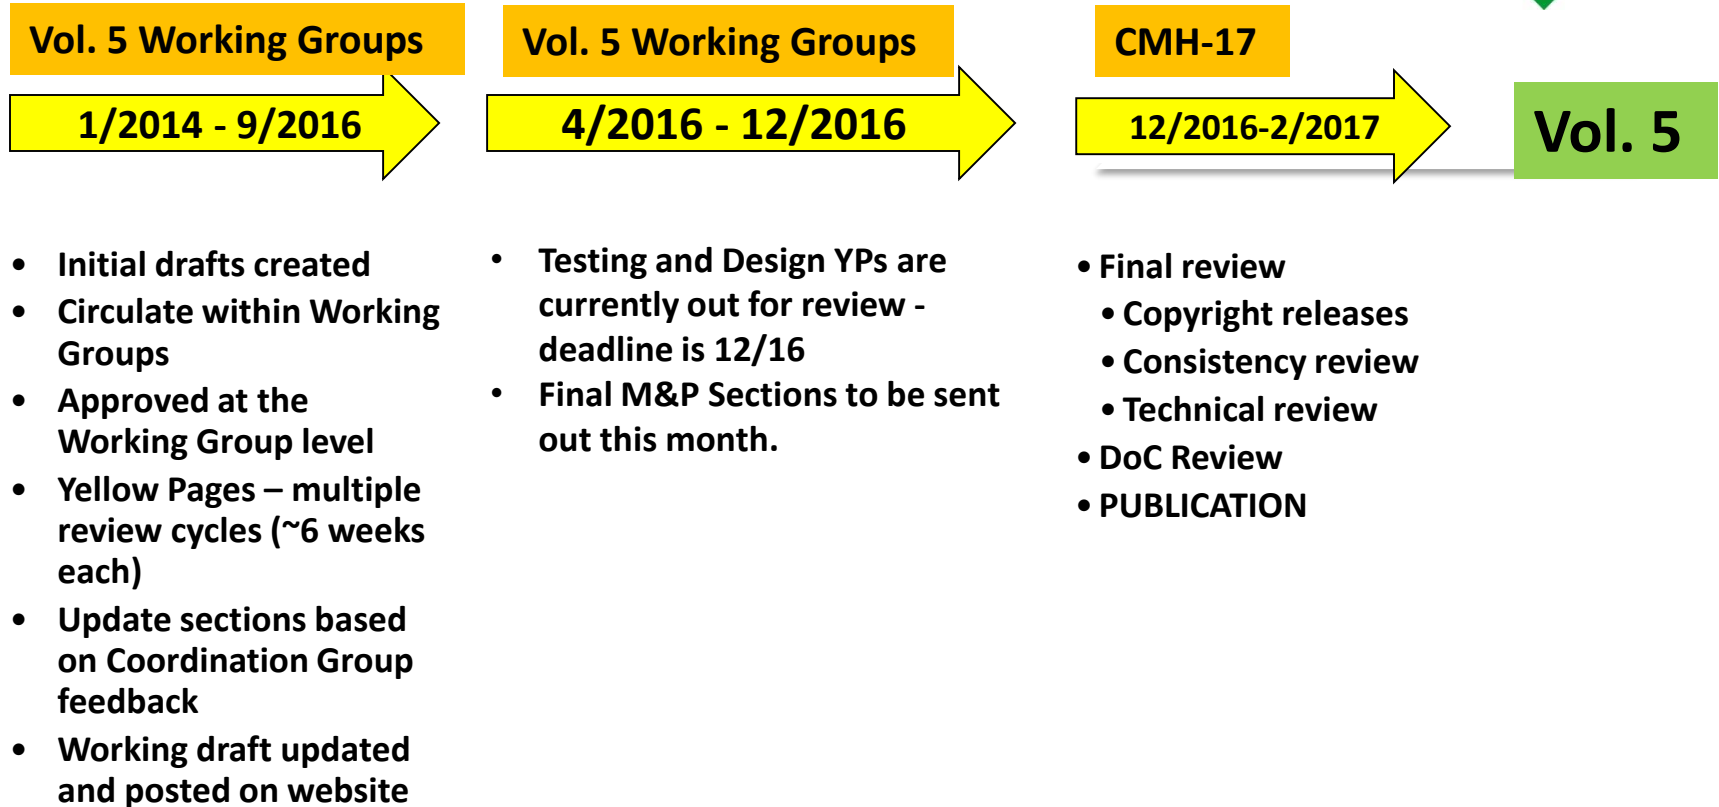 Vol. 5 Working Groups
1/2014 - 9/2016
• Initial drafts created
• Circulate within Working
Groups
• Approved at the
Working Group level
• Yellow Pages – multiple
review cycles (~6 weeks
each)
• Update sections based
on Coordination Group
feedback
• Working draft updated
and posted on website
Vol. 5 Working Groups
4/2016 - 12/2016
• Testing and Design YPs are
currently out for review -
deadline is 12/16
• Final M&P Sections to be sent
out this month.
CMH-17
12/2016-2/2017
• Final review
• Copyright releases
• Consistency review
• Technical review
• DoC Review
• PUBLICATION
Vol. 5